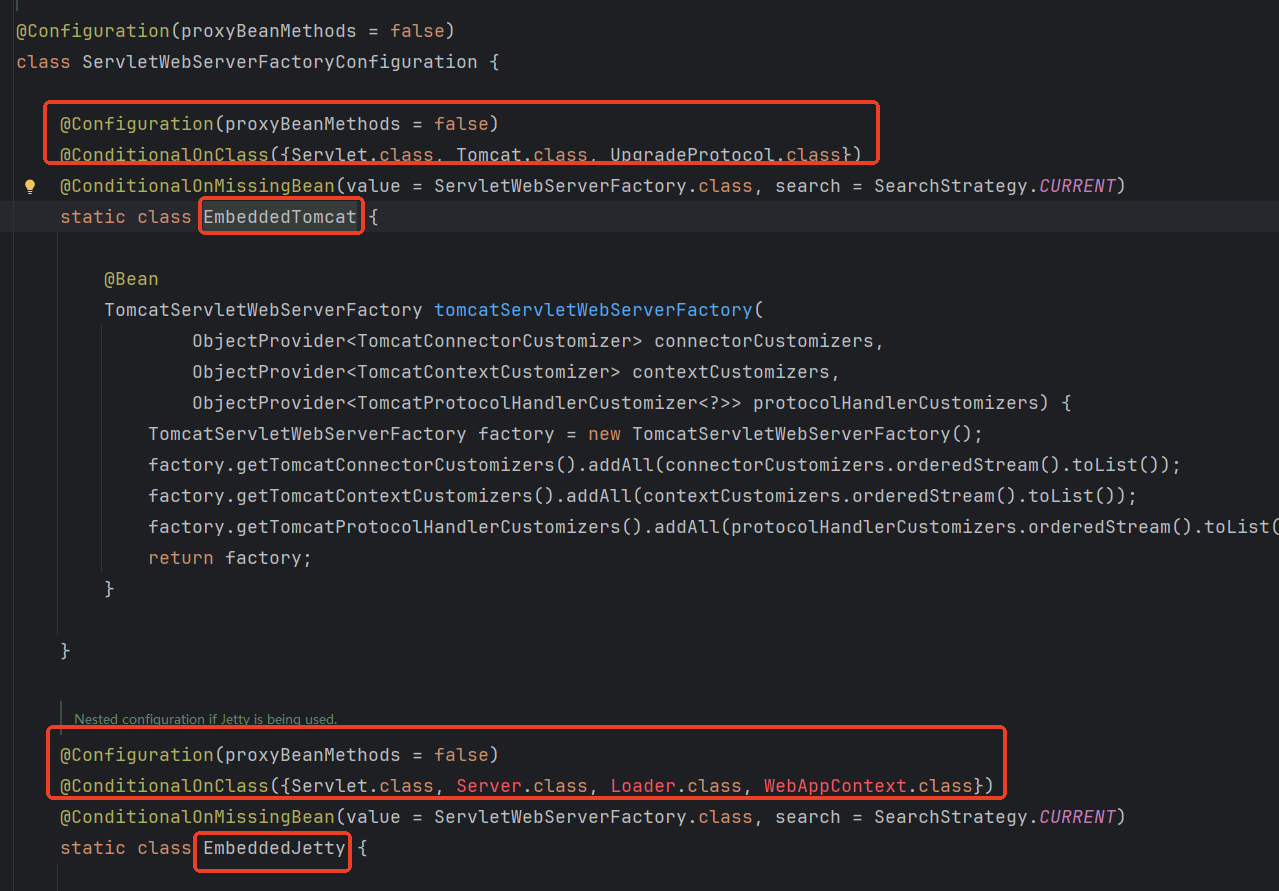 @Configuration(proxyBeanMethods = false)
class ServletWebServerFactoryConfiguration {
@Configuration(proxyBeanMethods = false)
@ConditionalOnClass({Servlet.class, Tomcat.class, UpgradeProtocol.class})
@ConditionalOnMissingBean(value = ServletWebServerFactory.class, search = SearchStrategy.CURRENT)
static class EmbeddedTomcat {
@Bean
TomcatServletWebServerFactory tomcatServletWebServerFactory(
ObjectProvider<TomcatConnectorCustomizer> connectorCustomizers,
ObjectProvider<TomcatContextCustomizer> contextCustomizers,
ObjectProvider<TomcatProtocolHandlerCustomizer<?>> protocolHandlerCustomizers) {
TomcatServletWebServerFactory factory = new TomcatServletWebServerFactory();
factory.getTomcatConnectorCustomizers().addAll(connectorCustomizers.orderedStream().toList());
factory.getTomcatContextCustomizers().addAll(contextCustomizers.orderedStream().toList());
factory.getTomcatProtocolHandlerCustomizers().addAll(protocolHandlerCustomizers.orderedStream().toList(
return factory;
}
}
Nested configuration if Jetty is being used.
@Configuration(proxyBeanMethods = false)
@ConditionalOnClass({Servlet.class, Server.class, Loader.class, WebAppContext.class})
@ConditionalOnMissingBean(value = ServletWebServerFactory.class, search = SearchStrategy.CURRENT)
static class EmbeddedJetty {